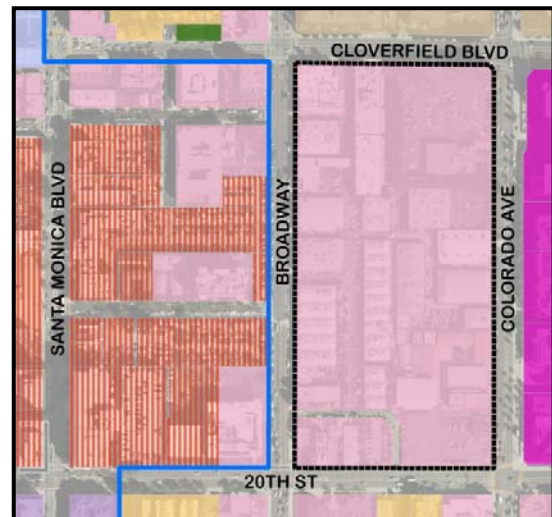 CLOVERFIELD BLVD
SANTA MONICA BLVD
BROADWAY
COLORADO AVE
20TH ST